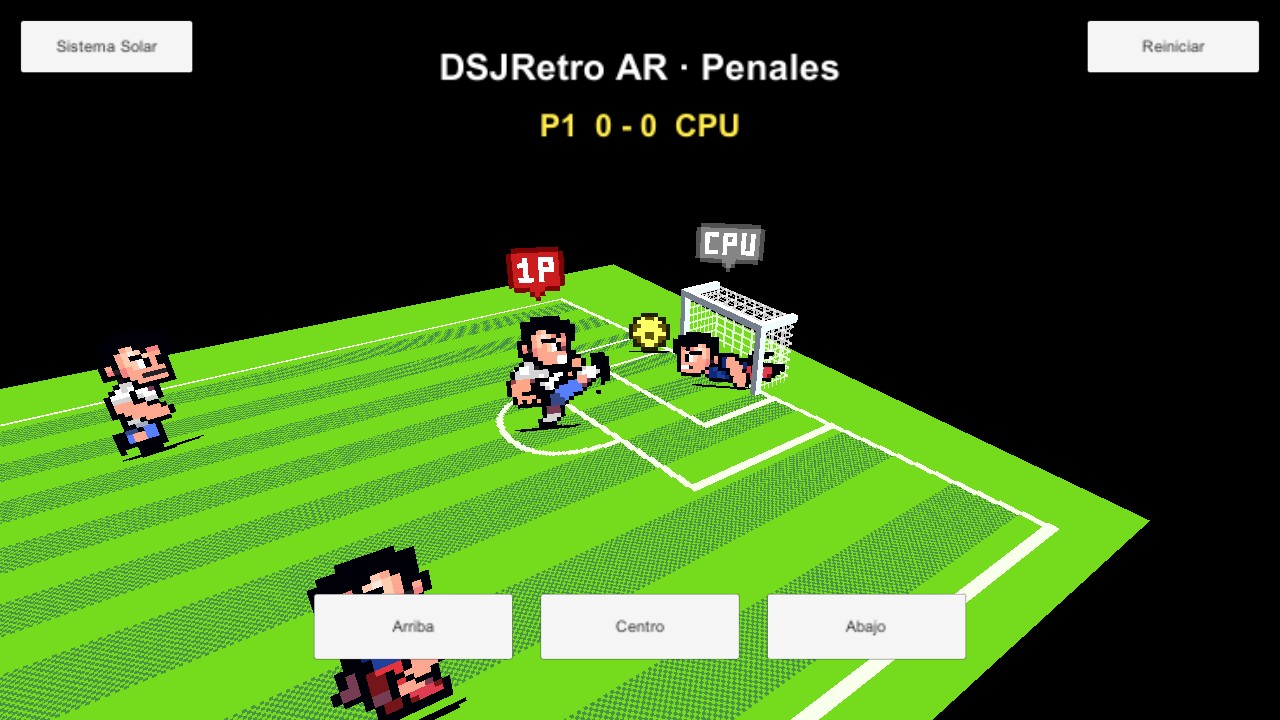 Sistema Solar
Reiniciar
DSJRetro AR · Penales
P1 0 - 0 CPU
CPU
1P
Arriba
Centro
Abajo